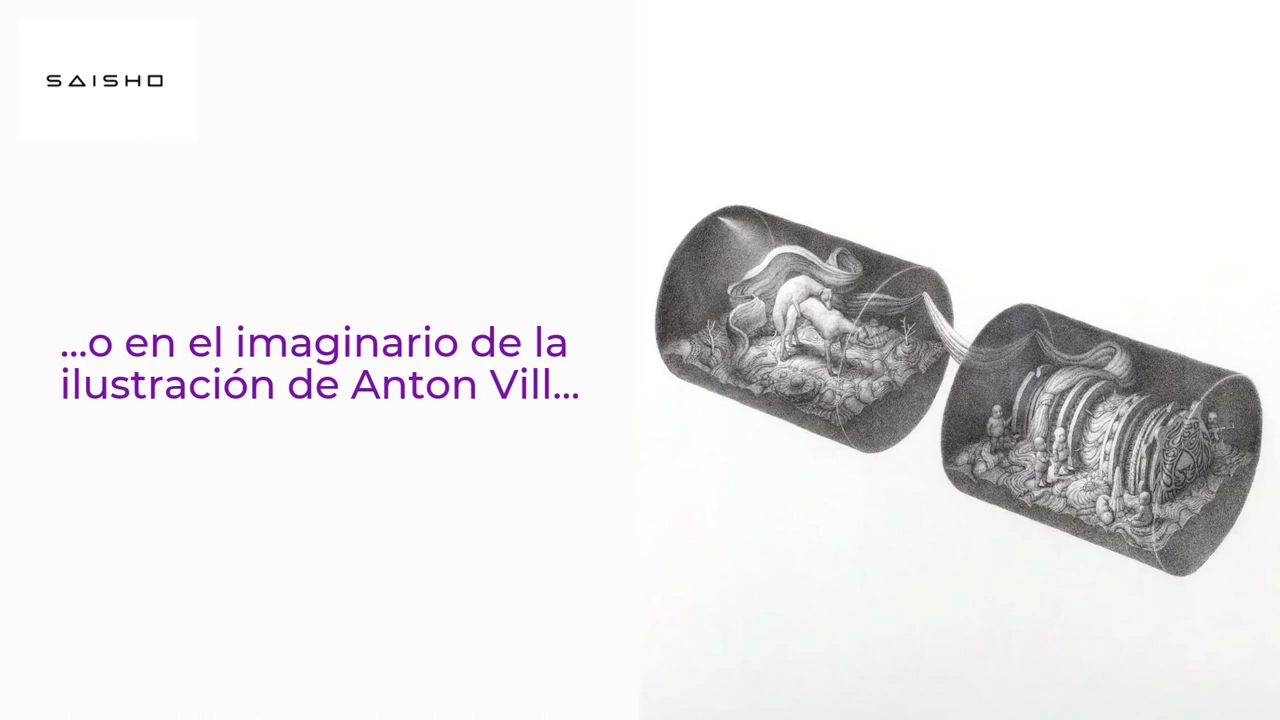 SAISHO
...o en el imaginario de la
ilustración de Anton Vill...